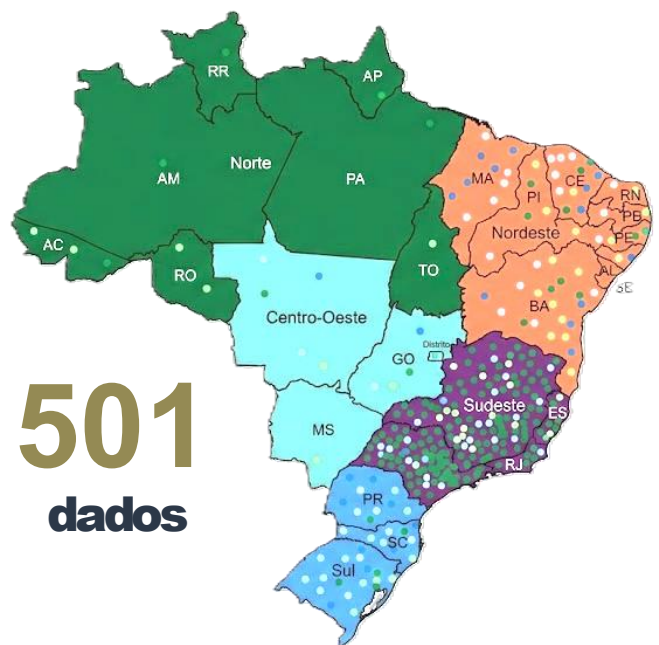 RR
AP
AM
Norte
PA
MA
CE
RN
PI
PB
Nordeste
PE
AC
RO
TO
AL
SE
BA
Centro-Oeste
Distrito
GO
Sudeste
ES
MS
RJ
PR
SC
Sul
501
dados